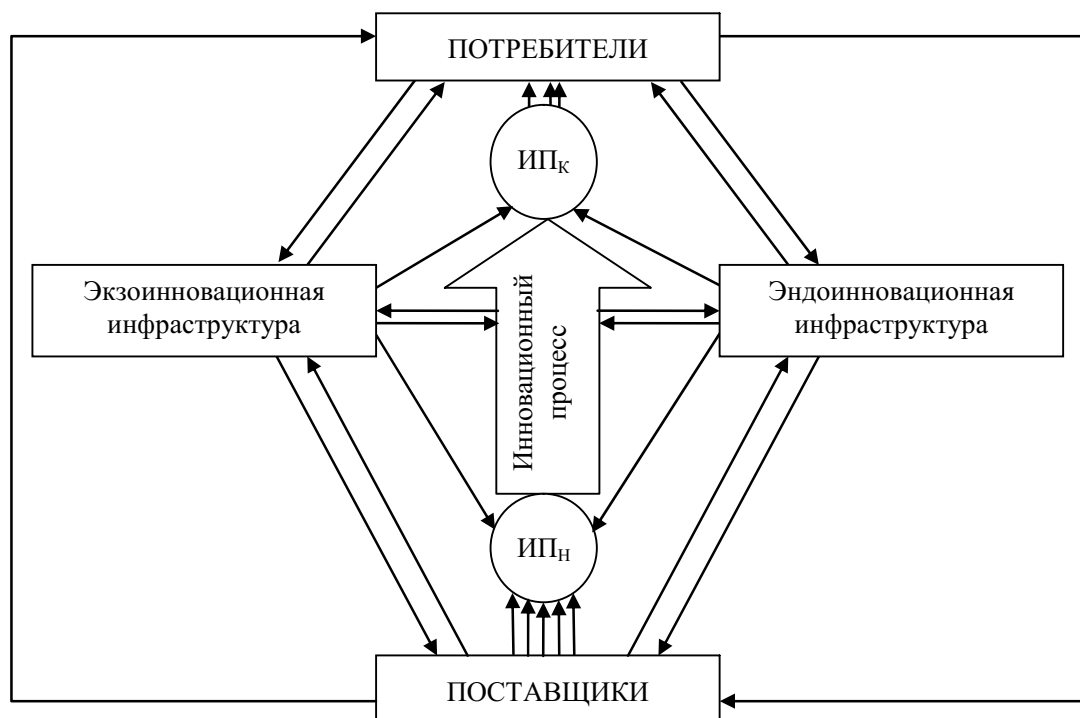 ПОТРЕБИТЕЛИ
ИПК
Экзоинновационная
инфраструктура
Инновационный
процесс
Эндоинновационная
инфраструктура
ИПН
ПОСТАВЩИКИ